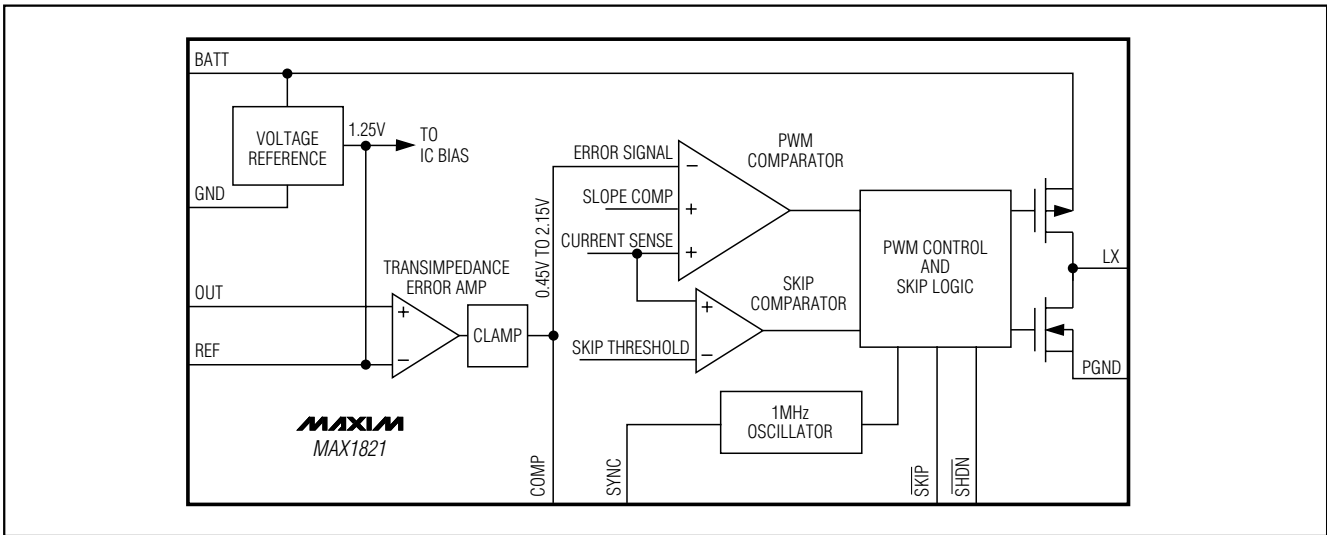 BATT
VOLTAGE
REFERENCE
1.25V
TO
IC BIAS
GND
OUT
REF
TRANSIMPEDANCE
ERROR AMP
+
−
CLAMP
0.45V TO 2.15V
ERROR SIGNAL
SLOPE COMP
CURRENT SENSE
−
+
+
PWM
COMPARATOR
SKIP THRESHOLD
+
−
SKIP
COMPARATOR
PWM CONTROL
AND
SKIP LOGIC
LX
PGND
1MHz
OSCILLATOR
MAXIM
MAX1821
COMP
SYNC
SKIP
SHDN